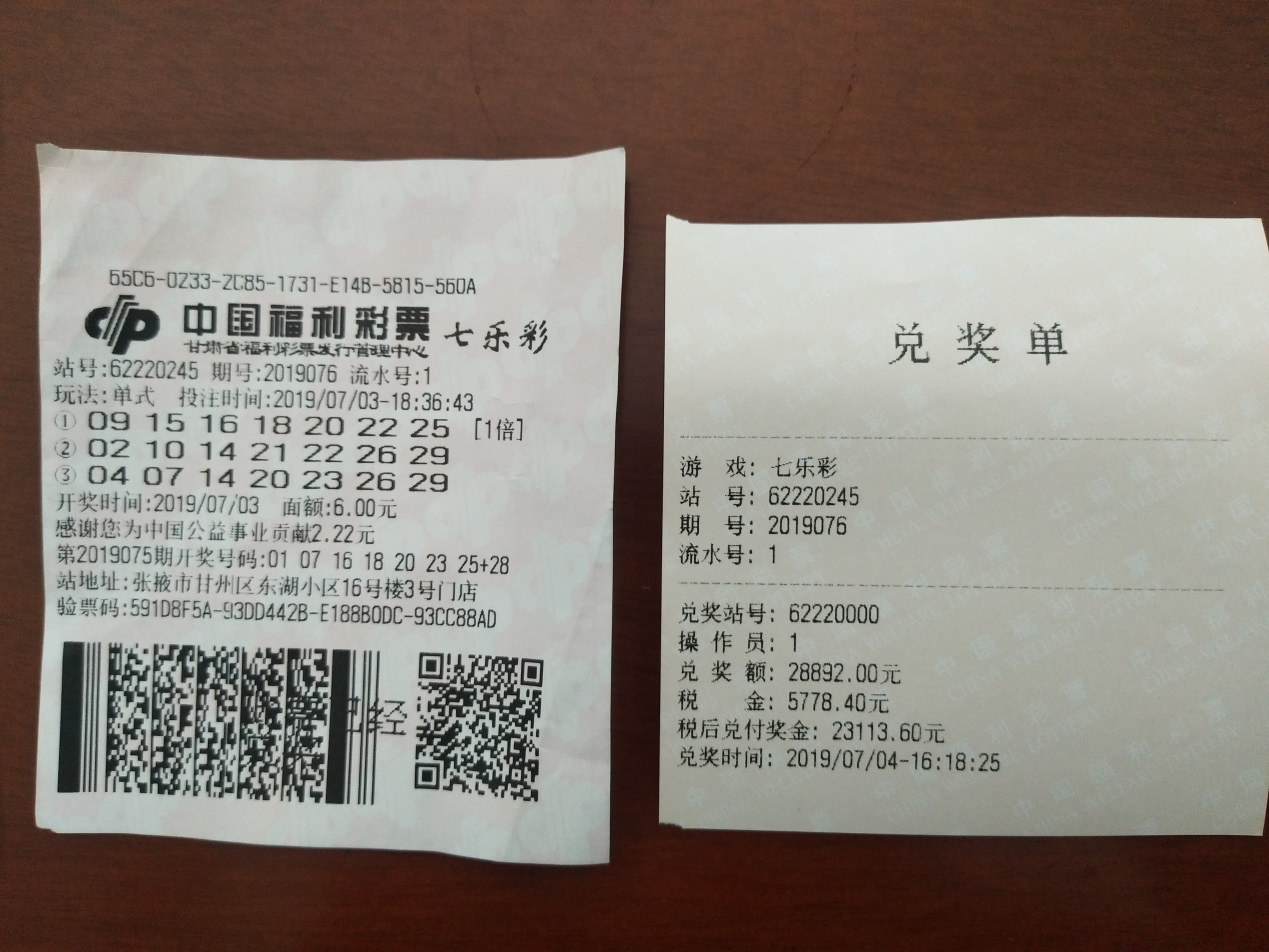 65C6-0233-2C85-1731-E14B-5815-560A
中国福利彩票 七乐彩
甘肃省福利彩票发行管理中心
站号:62220245 期号:2019076 流水号:1
玩法:单式 投注时间:2019/07/03-18:36:43
① 09 15 16 18 20 22 25 [1倍]
② 02 10 14 21 22 26 29
③ 04 07 14 20 23 26 29
开奖时间:2019/07/03 面额:6.00元
感谢您为中国公益事业贡献2.22元
第2019075期开奖号码:01 07 16 18 20 23 25+28
站地址:张掖市甘州区东湖小区16号楼3号门店
验票码:591D8F5A-93DD442B-E188B0DC-93CC88AD
兑奖单
游 戏: 七乐彩
站 号: 62220245
期 号: 2019076
流水号: 1
兑奖站号: 62220000
操 作 员: 1
兑 奖 额: 28892.00元
税 金: 5778.40元
税后兑付奖金: 23113.60元
兑奖时间: 2019/07/04-16:18:25